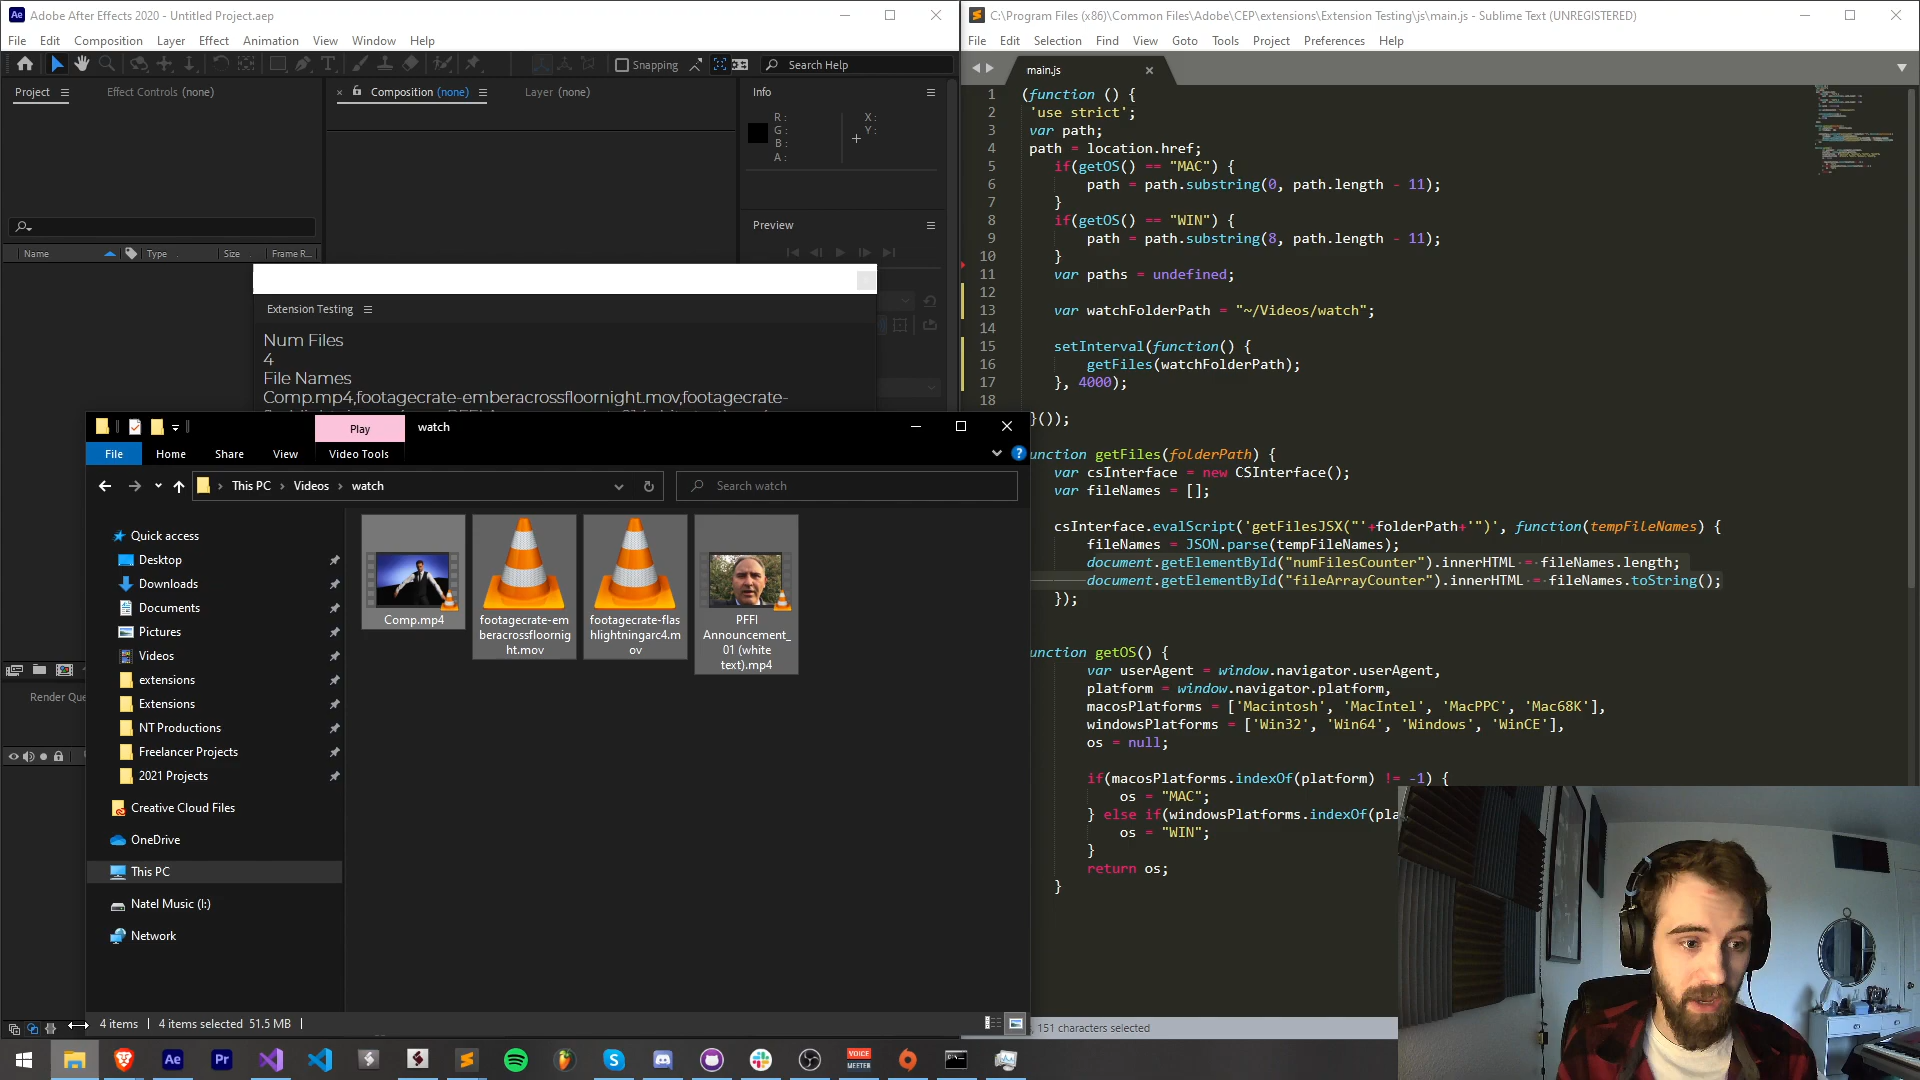 Adobe After Effects 2020 - Untitled Project.aep
File Edit Composition Layer Effect Animation View Window Help
Snapping
Search Help
Project
Effect Controls (none)
Composition (none)
Layer (none)
Info
R :
G :
B :
A :
X :
Y :
Preview
Name Type Size Frame R...
Extension Testing
Num Files
4
File Names
Comp.mp4,footagecrate-emberacrossfloornight.mov,footagecrate-
Render Que
Play
watch
File Home Share View Video Tools
This PC › Videos › watch
Search watch
Quick access
Desktop
Downloads
Documents
Pictures
Videos
extensions
Extensions
NT Productions
Freelancer Projects
2021 Projects
Creative Cloud Files
OneDrive
This PC
Natel Music (I:)
Network
Comp.mp4
footagecrate-em
beracrossfloornig
ht.mov
footagecrate-flas
hlightningarc4.m
ov
PFFI
Announcement_
01 (white
text).mp4
4 items 4 items selected 51.5 MB
C:\Program Files (x86)\Common Files\Adobe\CEP\extensions\Extension Testing\js\main.js - Sublime Text (UNREGISTERED)
File Edit Selection Find View Goto Tools Project Preferences Help
main.js
1 (function () {
2 'use strict';
3 var path;
4 path = location.href;
5 if(getOS() == "MAC") {
6 path = path.substring(0, path.length - 11);
7 }
8 if(getOS() == "WIN") {
9 path = path.substring(8, path.length - 11);
10 }
11 var paths = undefined;
12
13 var watchFolderPath = "~/Videos/watch";
14
15 setInterval(function() {
16 getFiles(watchFolderPath);
17 }, 4000);
18
}());
unction getFiles(folderPath) {
var csInterface = new CSInterface();
var fileNames = [];
csInterface.evalScript('getFilesJSX("'+folderPath+'")', function(tempFileNames) {
fileNames = JSON.parse(tempFileNames);
document.getElementById("numFilesCounter").innerHTML = fileNames.length;
document.getElementById("fileArrayCounter").innerHTML = fileNames.toString();
});
unction getOS() {
var userAgent = window.navigator.userAgent,
platform = window.navigator.platform,
macosPlatforms = ['Macintosh', 'MacIntel', 'MacPPC', 'Mac68K'],
windowsPlatforms = ['Win32', 'Win64', 'Windows', 'WinCE'],
os = null;
if(macosPlatforms.indexOf(platform) != -1) {
os = "MAC";
} else if(windowsPlatforms.indexOf(pla
os = "WIN";
}
return os;
}
, 151 characters selected
Ae
Pr
VOICE
MEETER